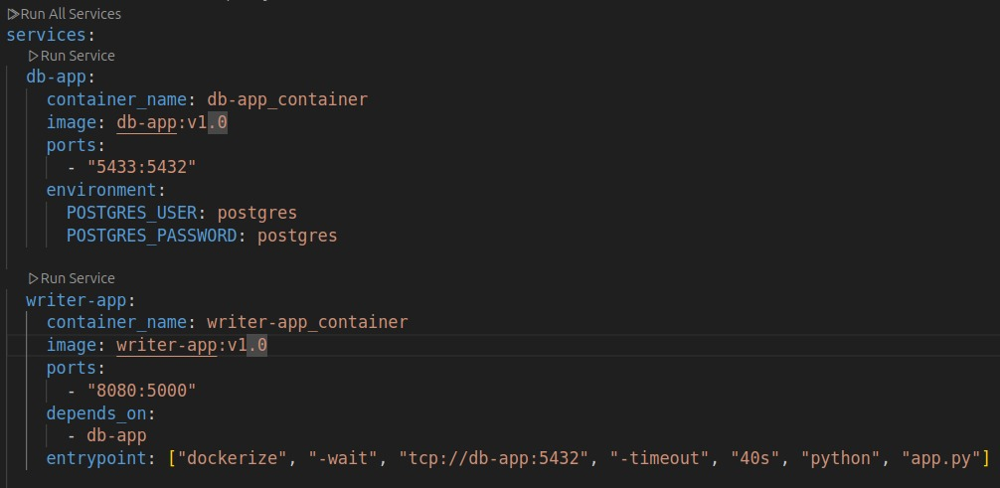 Run All Services
services:
Run Service
db-app:
container_name: db-app_container
image: db-app:v1.0
ports:
- "5433:5432"
environment:
POSTGRES_USER: postgres
POSTGRES_PASSWORD: postgres
Run Service
writer-app:
container_name: writer-app_container
image: writer-app:v1.0
ports:
- "8080:5000"
depends_on:
- db-app
entrypoint: ["dockerize", "-wait", "tcp://db-app:5432", "-timeout", "40s", "python", "app.py"]